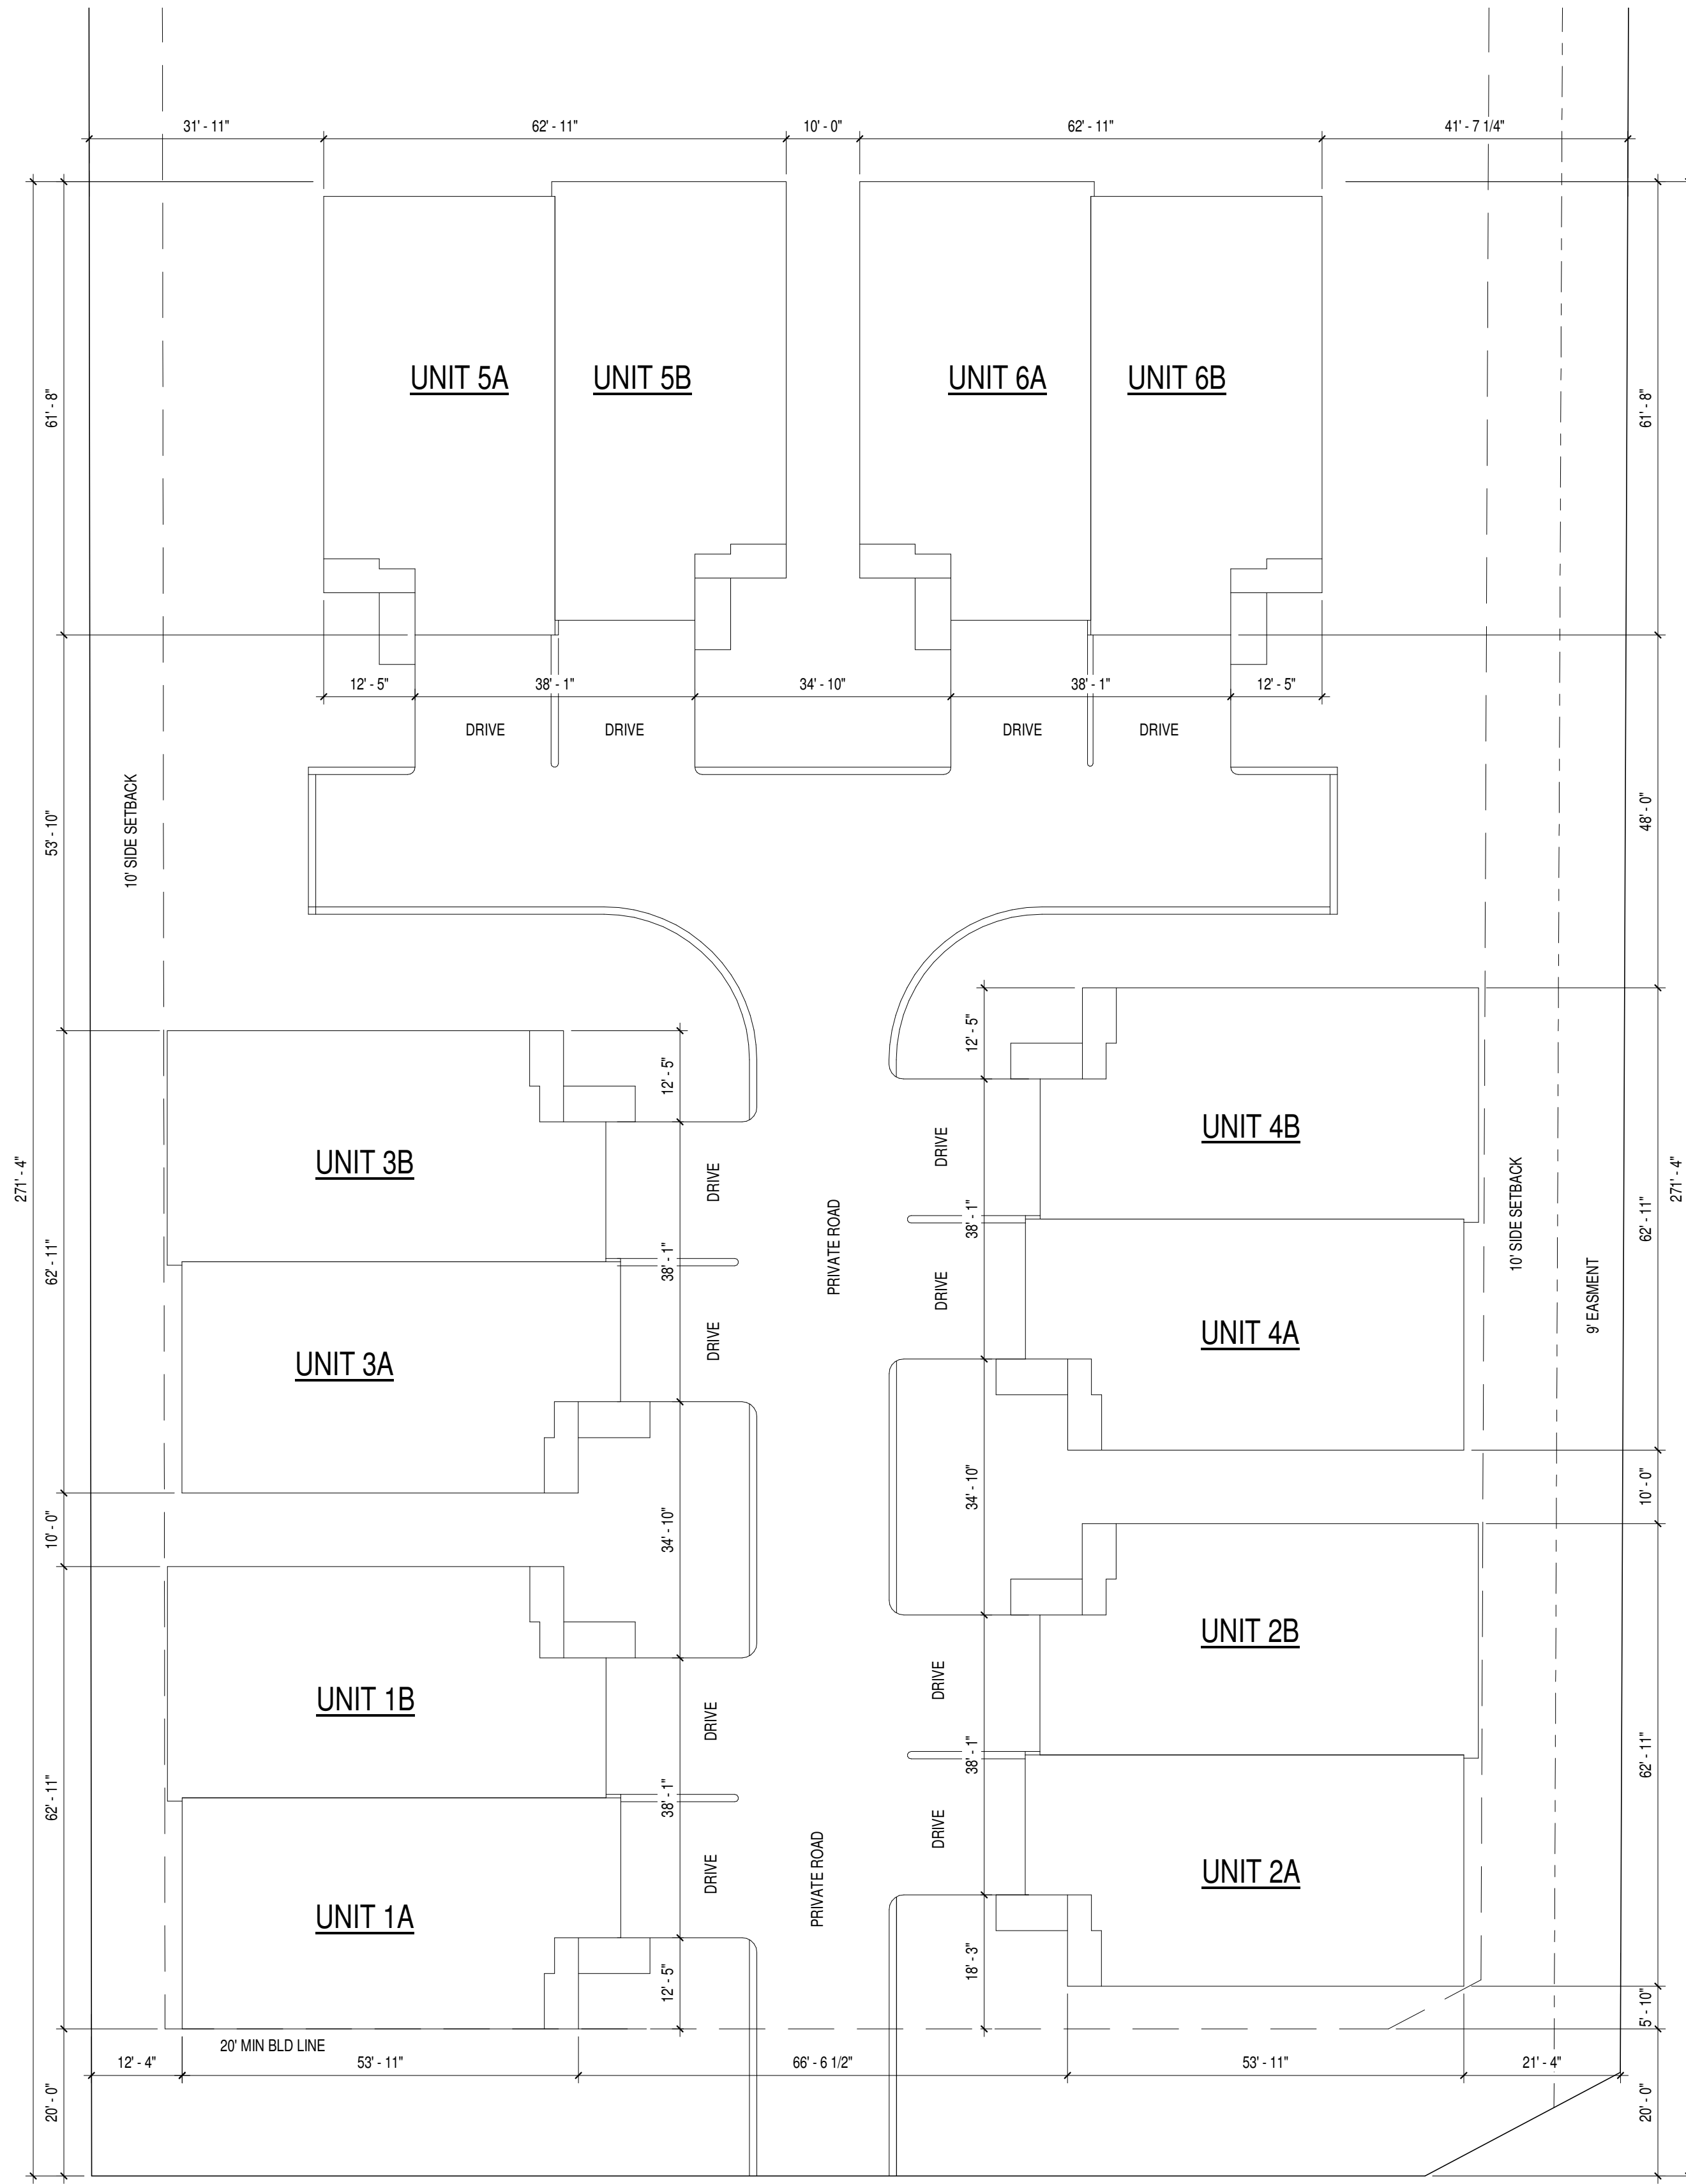 31' - 11"
62' - 11"
10' - 0"
62' - 11"
41' - 7 1/4"
UNIT 5A
UNIT 5B
UNIT 6A
UNIT 6B
61' - 8"
61' - 8"
12' - 5"
38' - 1"
34' - 10"
38' - 1"
12' - 5"
DRIVE
DRIVE
DRIVE
DRIVE
10' SIDE SETBACK
53' - 10"
48' - 0"
12' - 5"
12' - 5"
UNIT 3B
UNIT 4B
DRIVE
DRIVE
271' - 4"
62' - 11"
38' - 1"
PRIVATE ROAD
38' - 1"
10' SIDE SETBACK
9' EASMENT
62' - 11"
271' - 4"
DRIVE
DRIVE
UNIT 3A
UNIT 4A
10' - 0"
34' - 10"
34' - 10"
10' - 0"
UNIT 1B
UNIT 2B
DRIVE
DRIVE
62' - 11"
38' - 1"
38' - 1"
62' - 11"
DRIVE
DRIVE
PRIVATE ROAD
UNIT 1A
UNIT 2A
12' - 5"
18' - 3"
5' - 10"
20' MIN BLD LINE
12' - 4"
53' - 11"
66' - 6 1/2"
53' - 11"
21' - 4"
20' - 0"
20' - 0"